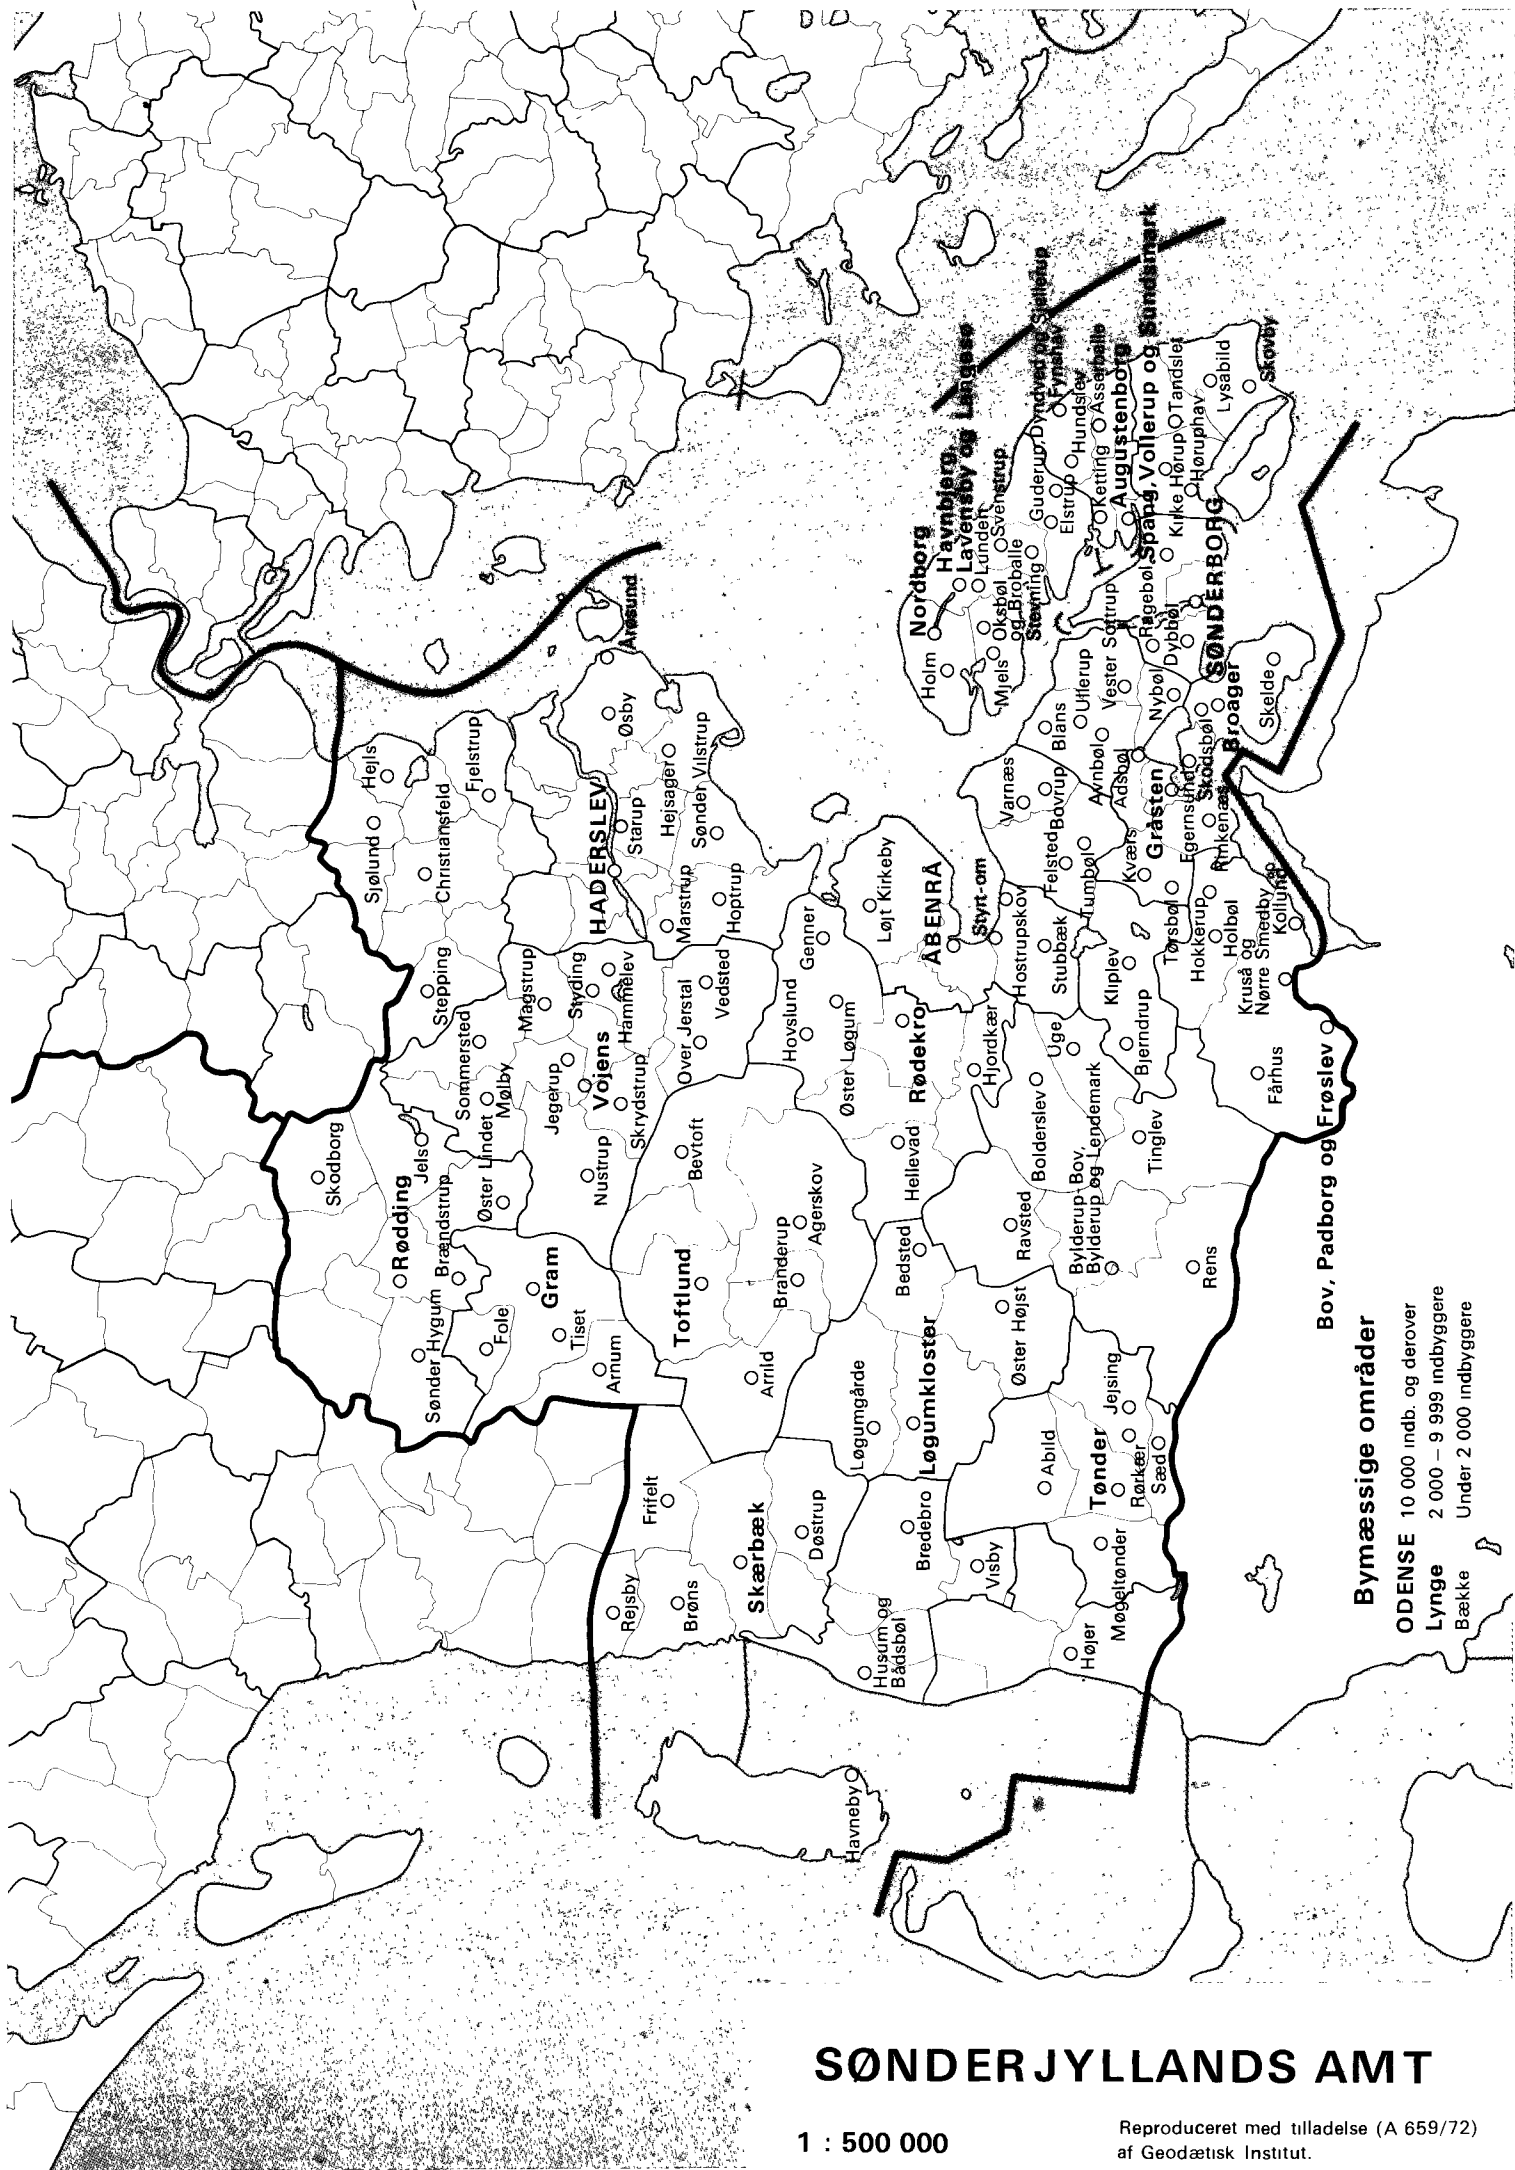 Skodborg
Rødding
Jels
Brændstrup
Sønder Hygum
Øster Lindet
Fole
Gram
Tiset
Arnum
Sjølund
Hejls
Christiansfeld
Fjelstrup
Stepping
Sommersted
Mølby
Magstrup
Styding
Hammelev
Jegerup
Vojens
Skrydstrup
Nustrup
Over Jerstal
Vedsted
HADERSLEV
Starup
Øsby
Årøsund
Hejsager
Sønder Vilstrup
Marstrup
Hoptrup
Frifelt
Rejsby
Brøns
Skærbæk
Døstrup
Havneby
Toftlund
Bevtoft
Branderup
Agerskov
Arrild
Genner
Hovslund
Øster Løgum
Løjt Kirkeby
ÅBENRÅ
Styrt-om
Rødekro
Hjordkær
Hellevad
Bedsted
Løgumgårde
Løgumkloster
Øster Højst
Bredebro
Visby
Husum og
Bådsbøl
Højer
Møgeltønder
Tønder
Abild
Rørkær
Jejsing
Sæd
Ravsted
Bolderslev
Uge
Bylderup Bov,
Bylderup og Lendemark
Tinglev
Bjerndrup
Rens
Hostrupskov
Stubbæk
Kliplev
Felsted
Tumbøl
Varnæs
Bovrup
Blans
Ullerup
Avnbøl
Adsbøl
Vester Sottrup
Nybøl
Gråsten
Kværs
Tørsbøl
Egernsund
Rinkenæs
Hokkerup
Holbøl
Kruså og
Nørre Smedby
Kollund
Fårhus
Bov, Padborg og Frøslev
Skodsbøl
Broager
Skelde
Dybbøl
Ragebøl
SØNDERBORG
Nordborg
Holm
Havnbjerg,
Lavensby og Langesø
Lunden
Svenstrup
Oksbøl
og Broballe
Mjels
Stevning
Guderup, Dyndved og Sjellerup
Elstrup
Fynshav
Hundslev
Ketting
Asserballe
Augustenborg
Spang, Vollerup og Sundsmark
Kirke Hørup
Tandslet
Høruphav
Lysabild
Skovby
Bymæssige områder
ODENSE 10 000 indb. og derover
Lynge 2 000 – 9 999 indbyggere
Bække Under 2 000 indbyggere
SØNDERJYLLANDS AMT
1 : 500 000
Reproduceret med tilladelse (A 659/72)
af Geodætisk Institut.